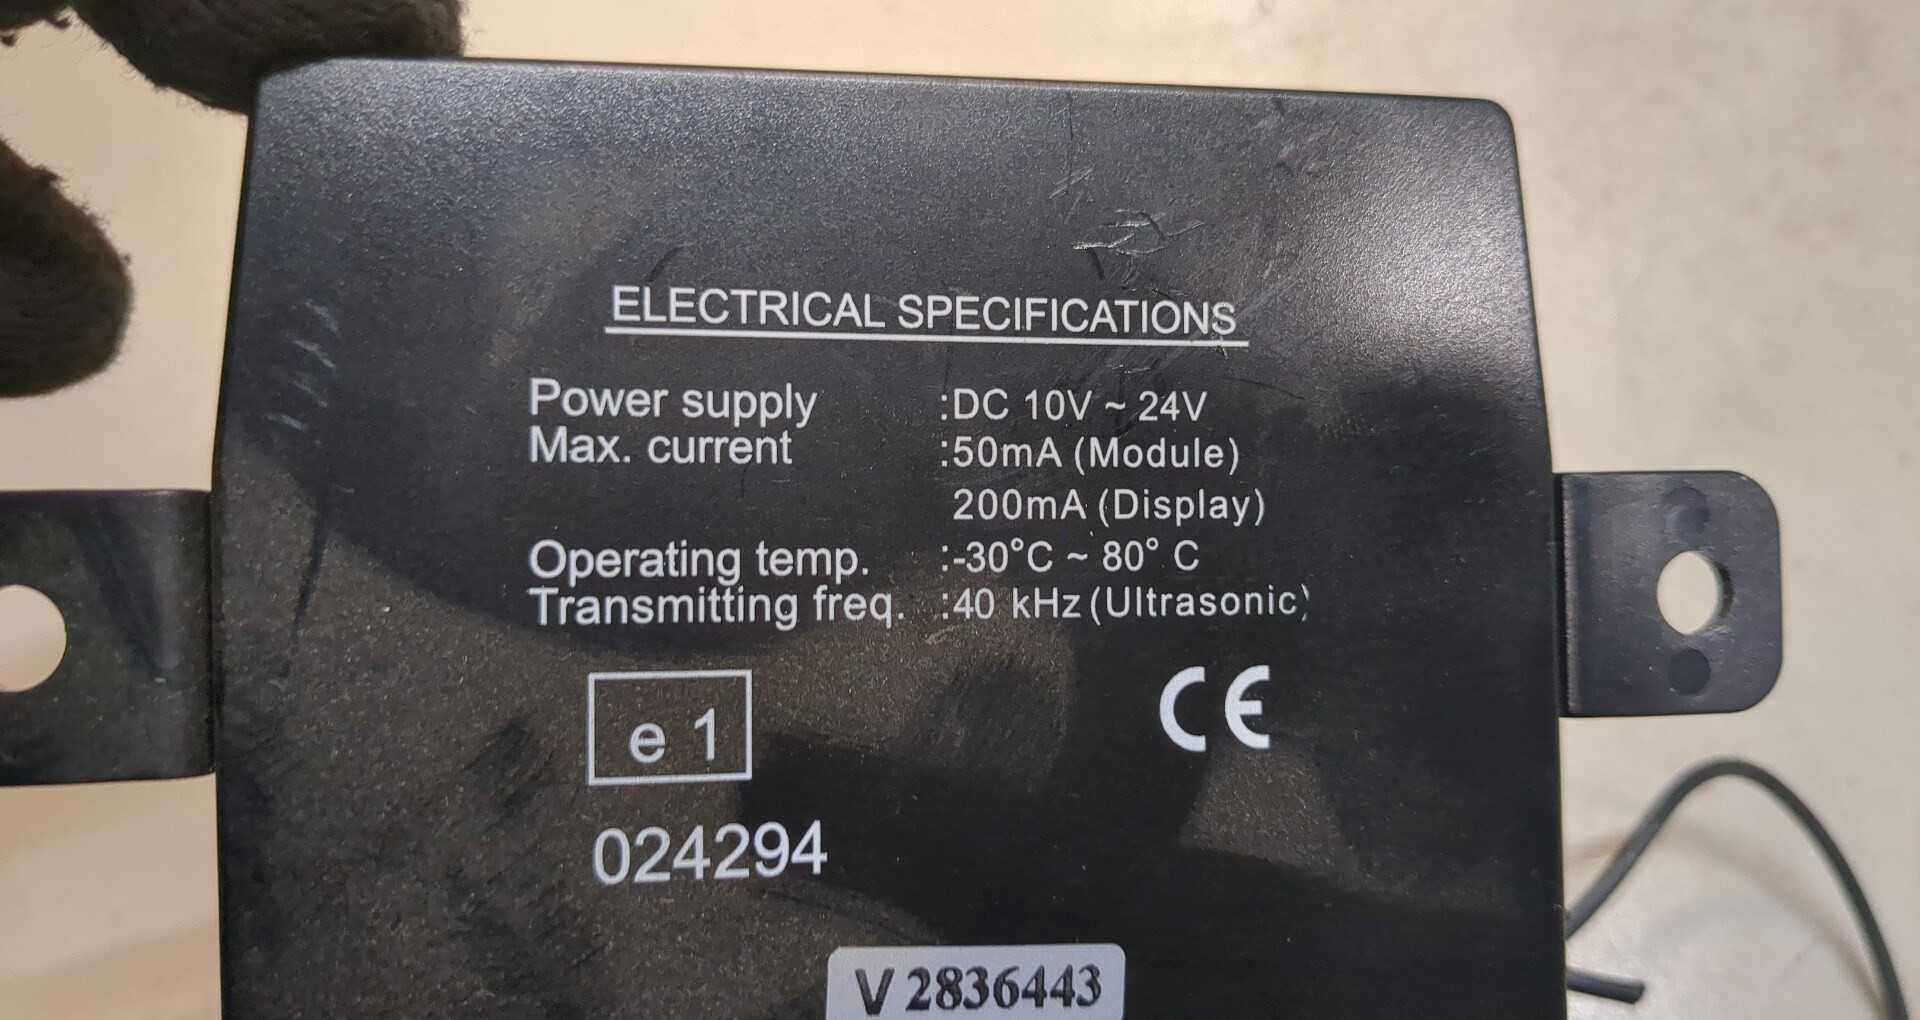 ELECTRICAL SPECIFICATIONS
Power supply :DC 10V ~ 24V
Max. current :50mA (Module)
200mA (Display)
Operating temp. :-30°C ~ 80° C
Transmitting freq. :40 kHz (Ultrasonic)
e 1
CE
024294
V 2836443